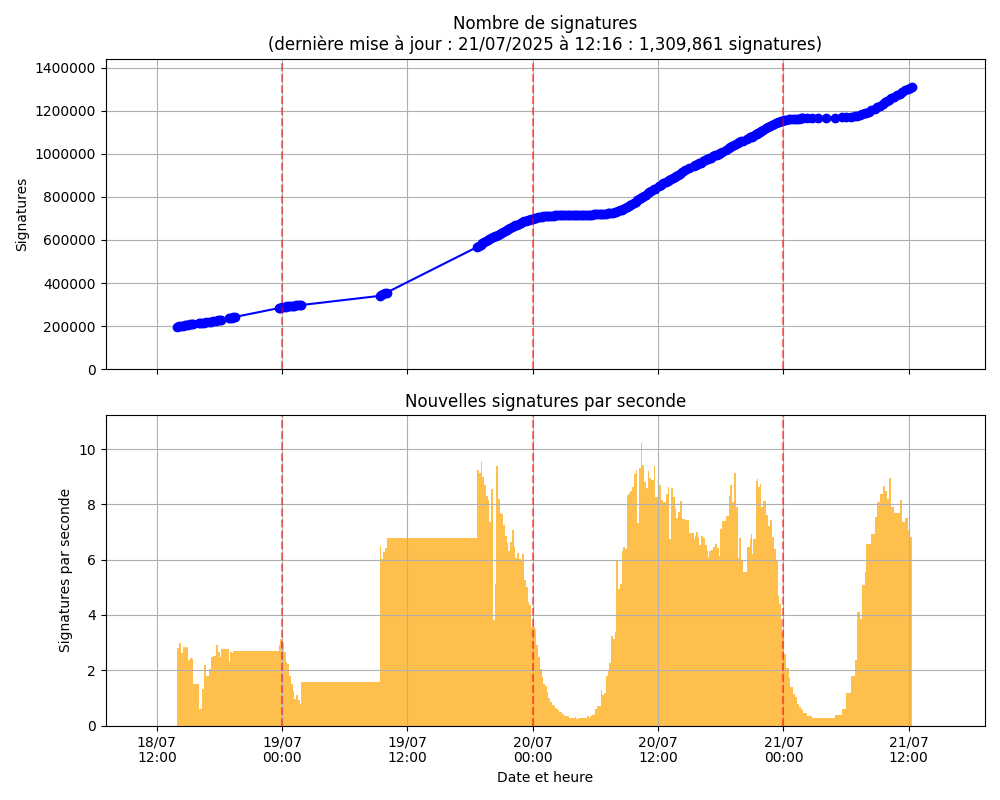 Nombre de signatures
(dernière mise à jour : 21/07/2025 à 12:16 : 1,309,861 signatures)
1400000
1200000
1000000
800000
600000
400000
200000
0
Signatures
Nouvelles signatures par seconde
10
8
6
4
2
0
Signatures par seconde
18/07 19/07 19/07 20/07 20/07 21/07 21/07
12:00 00:00 12:00 00:00 12:00 00:00 12:00
Date et heure